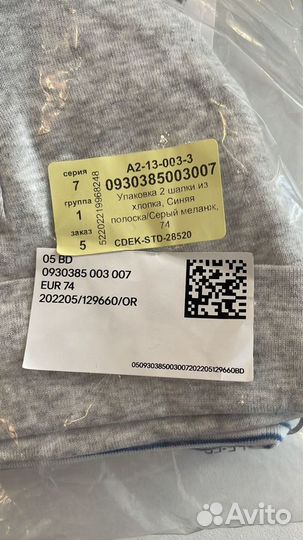 серия
7
группа
1
заказ
5
52202219968248
A2-13-003-3
0930385003007
Упаковка 2 шапки из
хлопка, Синяя
полоска/Серый меланж,
74
CDEK-STD-28520
05 BD
0930385 003 007
EUR 74
202205/129660/OR
050930385003007202205129660BD
Avito